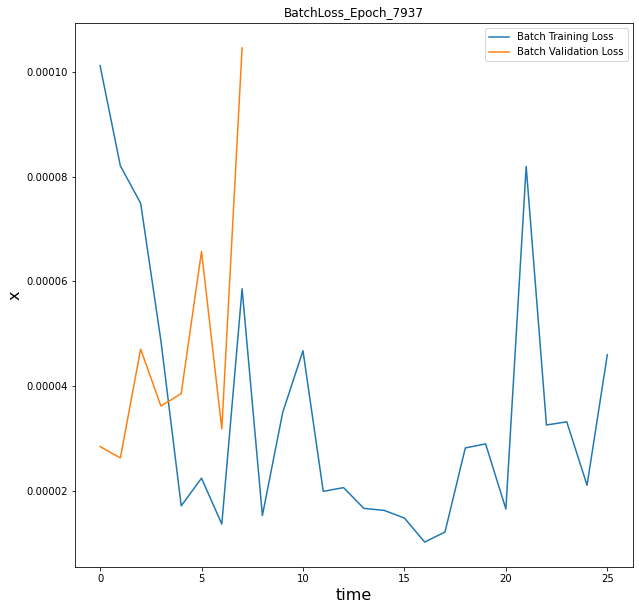 BatchLoss_Epoch_7937
Batch Training Loss
Batch Validation Loss
0.00010
0.00008
0.00006
0.00004
0.00002
x
0 5 10 15 20 25
time